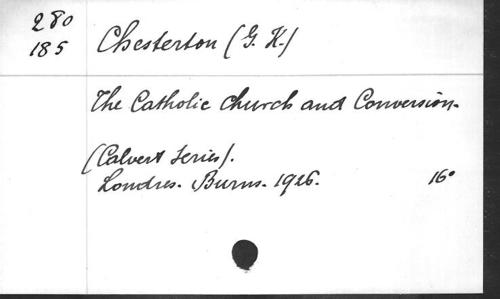 280
185
Chesterton (G. K.)
The Catholic Church and Conversion.
(Calvert Series).
Londres. Burns. 1926. 16°